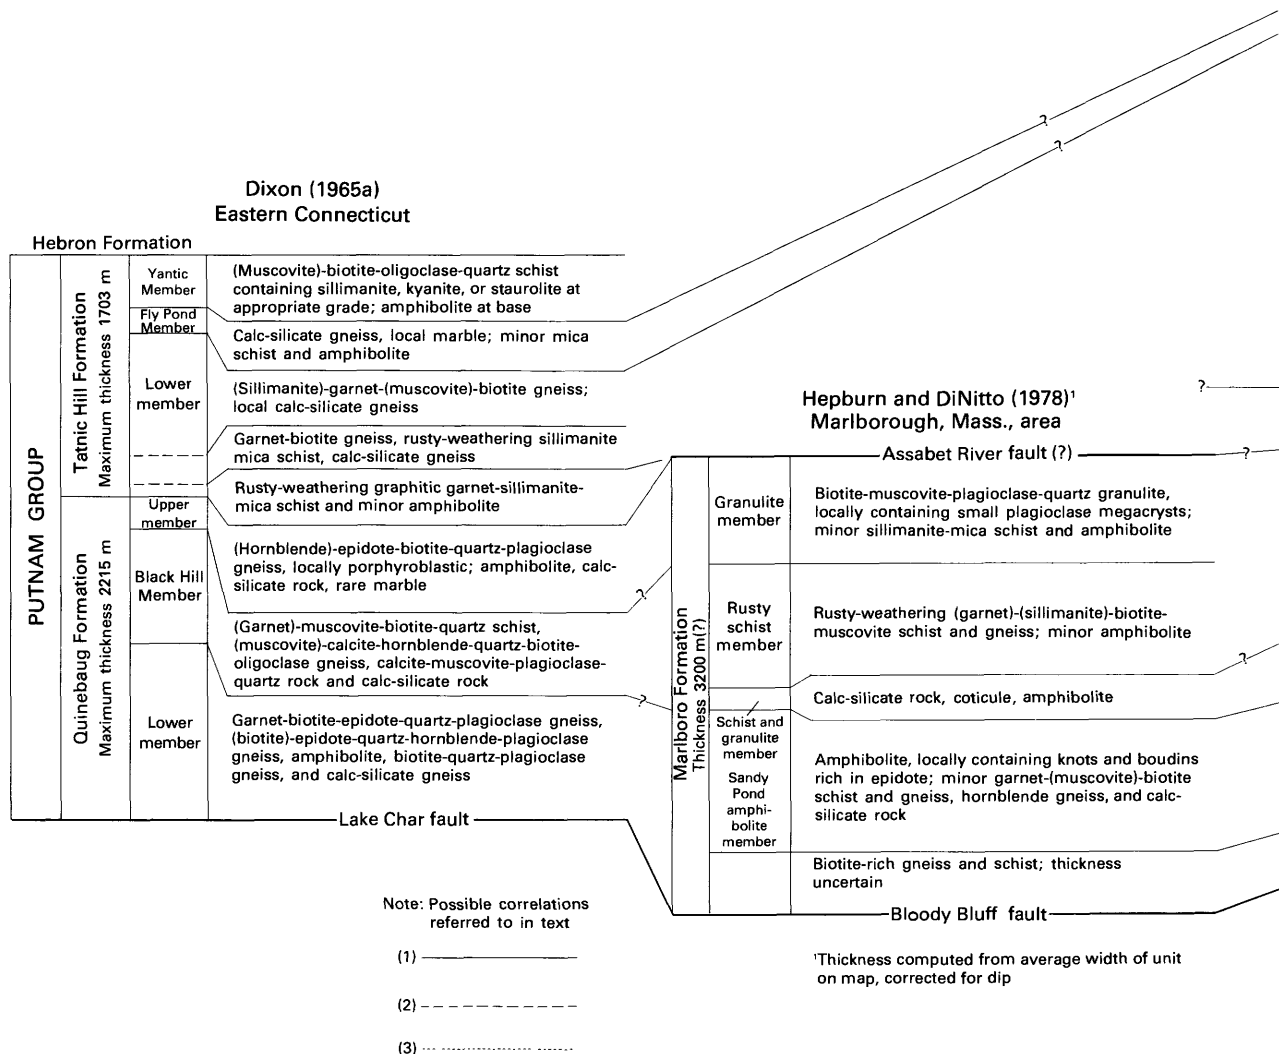 Dixon (1965a)
Eastern Connecticut
Hebron Formation
PUTNAM GROUP
Tatnic Hill Formation
Maximum thickness 1703 m
Yantic
Member
(Muscovite)-biotite-oligoclase-quartz schist
containing sillimanite, kyanite, or staurolite at
appropriate grade; amphibolite at base
Fly Pond
Member
Calc-silicate gneiss, local marble; minor mica
schist and amphibolite
Lower
member
(Sillimanite)-garnet-(muscovite)-biotite gneiss;
local calc-silicate gneiss
Garnet-biotite gneiss, rusty-weathering sillimanite
mica schist, calc-silicate gneiss
Rusty-weathering graphitic garnet-sillimanite-
mica schist and minor amphibolite
Quinebaug Formation
Maximum thickness 2215 m
Upper
member
(Hornblende)-epidote-biotite-quartz-plagioclase
gneiss, locally porphyroblastic; amphibolite, calc-
silicate rock, rare marble
Black Hill
Member
(Garnet)-muscovite-biotite-quartz schist,
(muscovite)-calcite-hornblende-quartz-biotite-
oligoclase gneiss, calcite-muscovite-plagioclase-
quartz rock and calc-silicate rock
Lower
member
Garnet-biotite-epidote-quartz-plagioclase gneiss,
(biotite)-epidote-quartz-hornblende-plagioclase
gneiss, amphibolite, biotite-quartz-plagioclase
gneiss, and calc-silicate gneiss
Lake Char fault
?
?
?
?
Hepburn and DiNitto (1978)¹
Marlborough, Mass., area
?
Assabet River fault (?)
?
Marlboro Formation
Thickness 3200 m(?)
Granulite
member
Biotite-muscovite-plagioclase-quartz granulite,
locally containing small plagioclase megacrysts;
minor sillimanite-mica schist and amphibolite
Rusty
schist
member
Rusty-weathering (garnet)-(sillimanite)-biotite-
muscovite schist and gneiss; minor amphibolite
?
Calc-silicate rock, coticule, amphibolite
Schist and
granulite
member
Sandy
Pond
amphi-
bolite
member
Amphibolite, locally containing knots and boudins
rich in epidote; minor garnet-(muscovite)-biotite
schist and gneiss, hornblende gneiss, and calc-
silicate rock
Biotite-rich gneiss and schist; thickness
uncertain
Bloody Bluff fault
¹Thickness computed from average width of unit
on map, corrected for dip
Note: Possible correlations
referred to in text
(1)
(2)
(3)